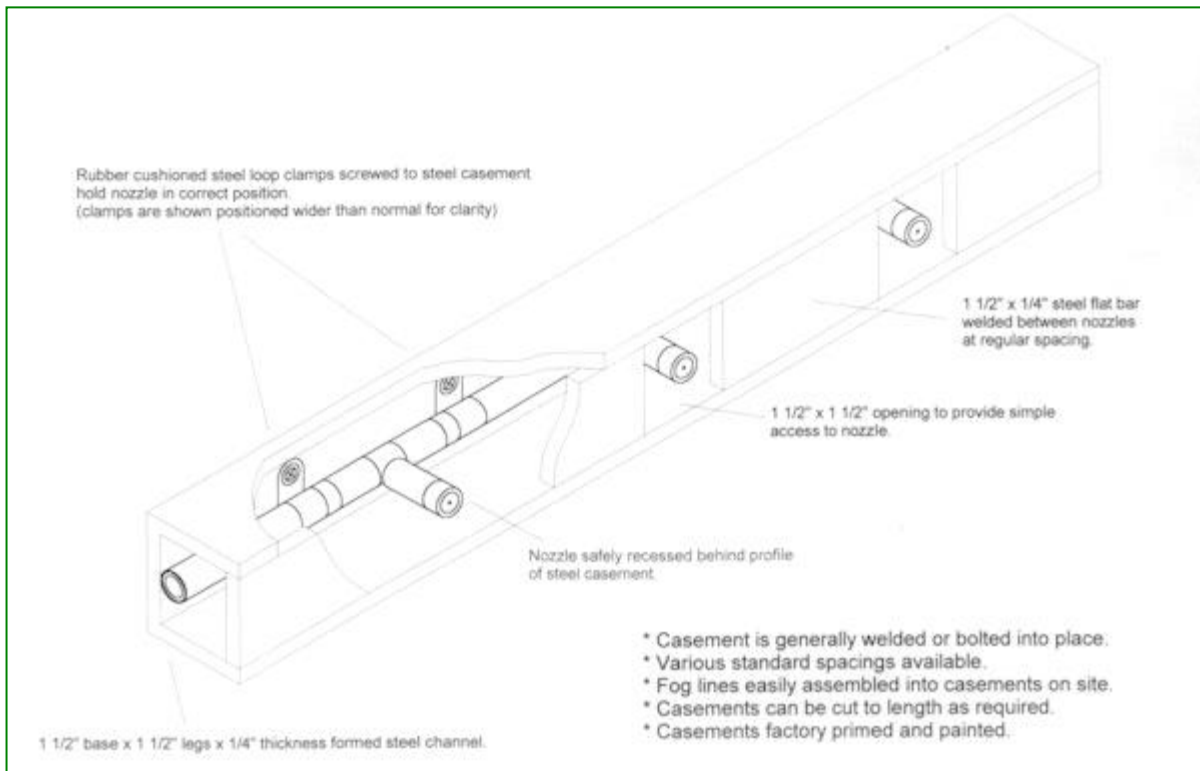 Rubber cushioned steel loop clamps screwed to steel casement
hold nozzle in correct position.
(clamps are shown positioned wider than normal for clarity)
1 1/2" x 1/4" steel flat bar
welded between nozzles
at regular spacing.
1 1/2" x 1 1/2" opening to provide simple
access to nozzle.
Nozzle safely recessed behind profile
of steel casement.
* Casement is generally welded or bolted into place.
* Various standard spacings available.
* Fog lines easily assembled into casements on site.
* Casements can be cut to length as required.
* Casements factory primed and painted.
1 1/2" base x 1 1/2" legs x 1/4" thickness formed steel channel.